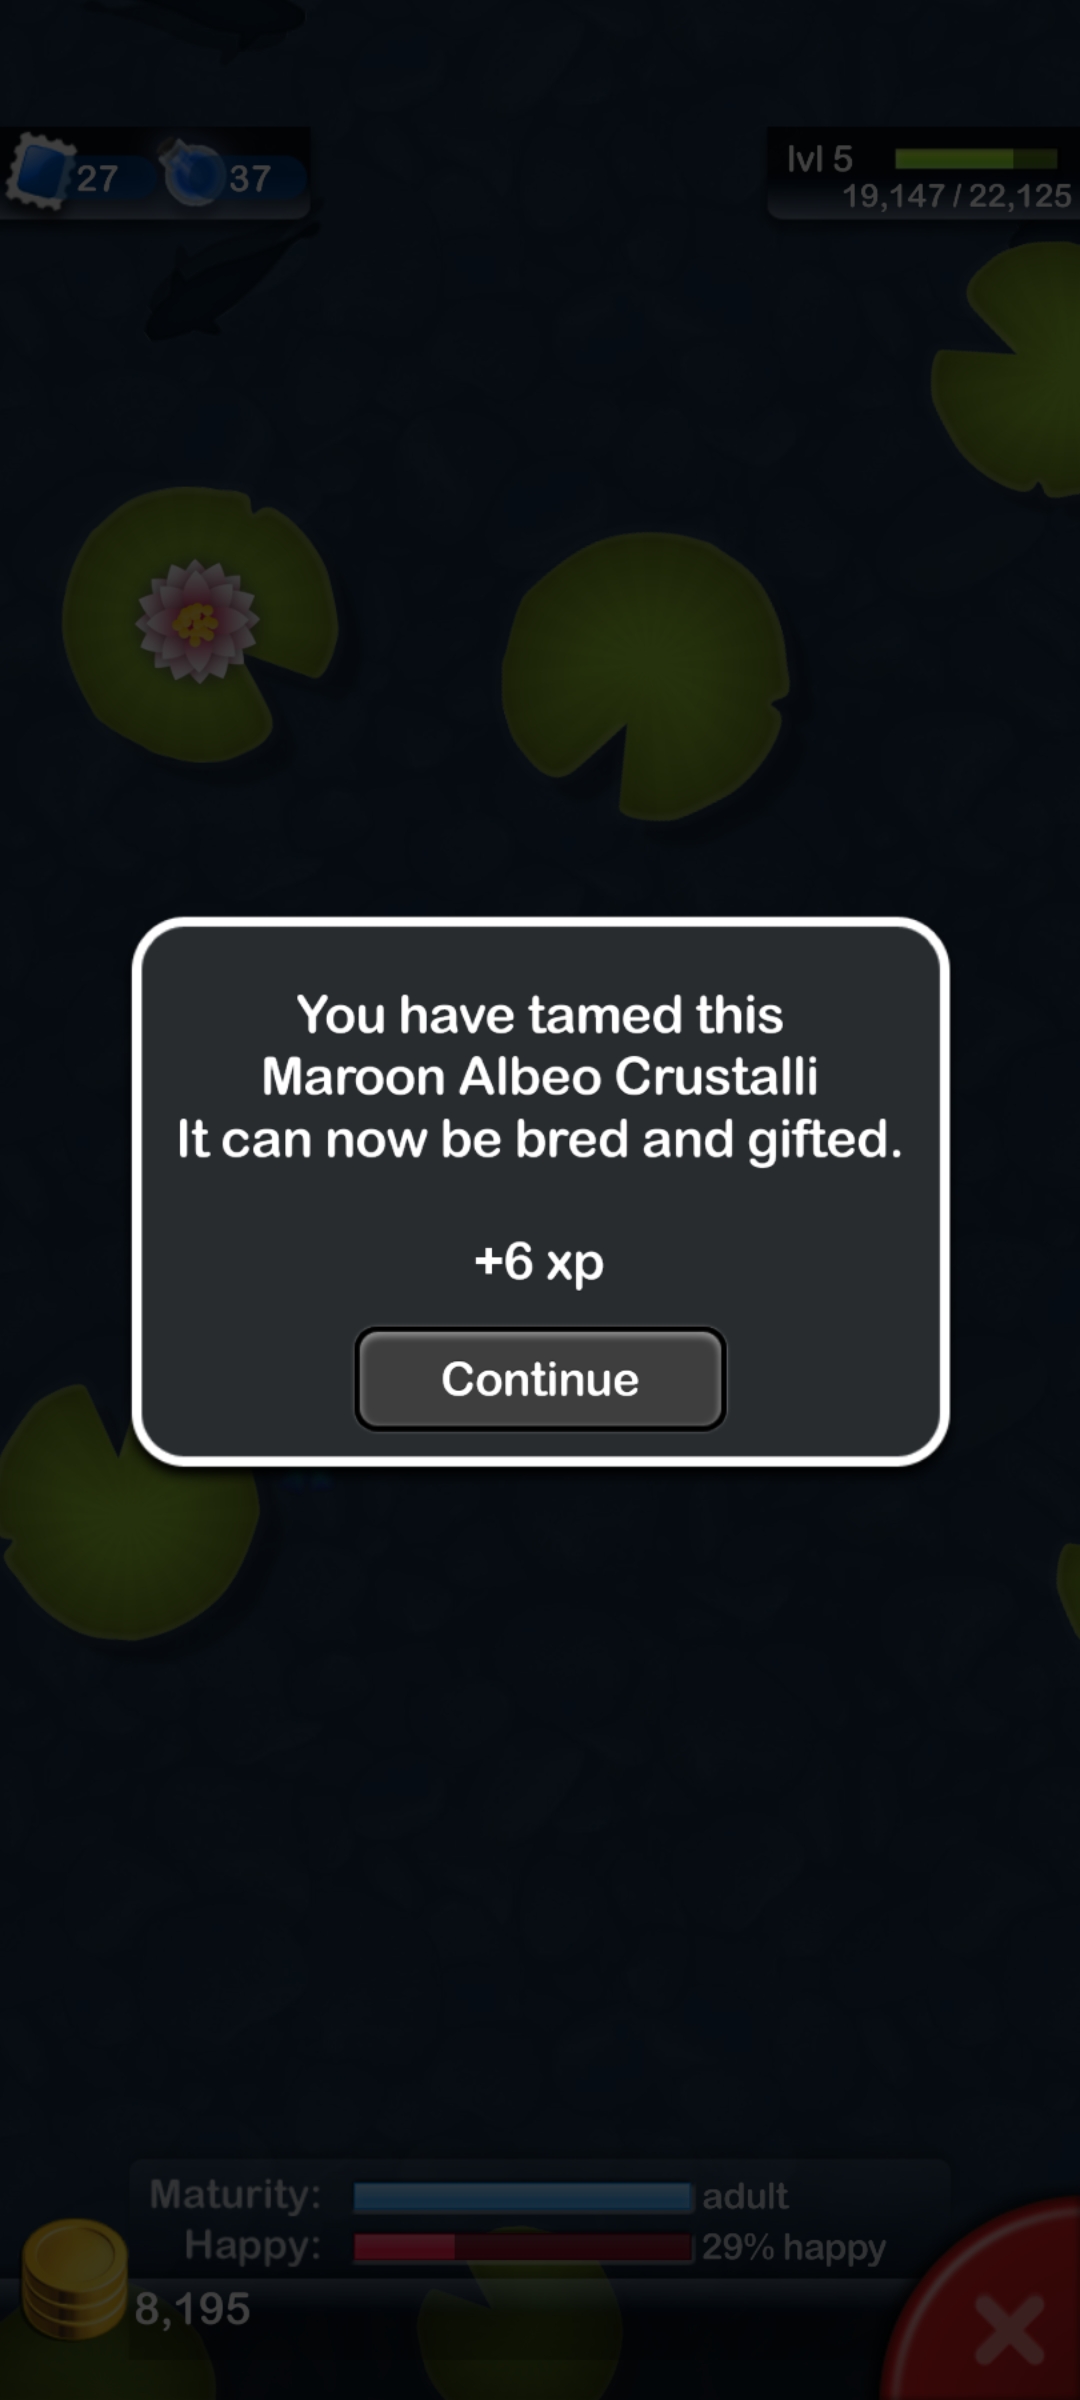 27
37
lvl 5
19,147 / 22,125
You have tamed this
Maroon Albeo Crustalli
It can now be bred and gifted.
+6 xp
Continue
Maturity: adult
Happy: 29% happy
8,195